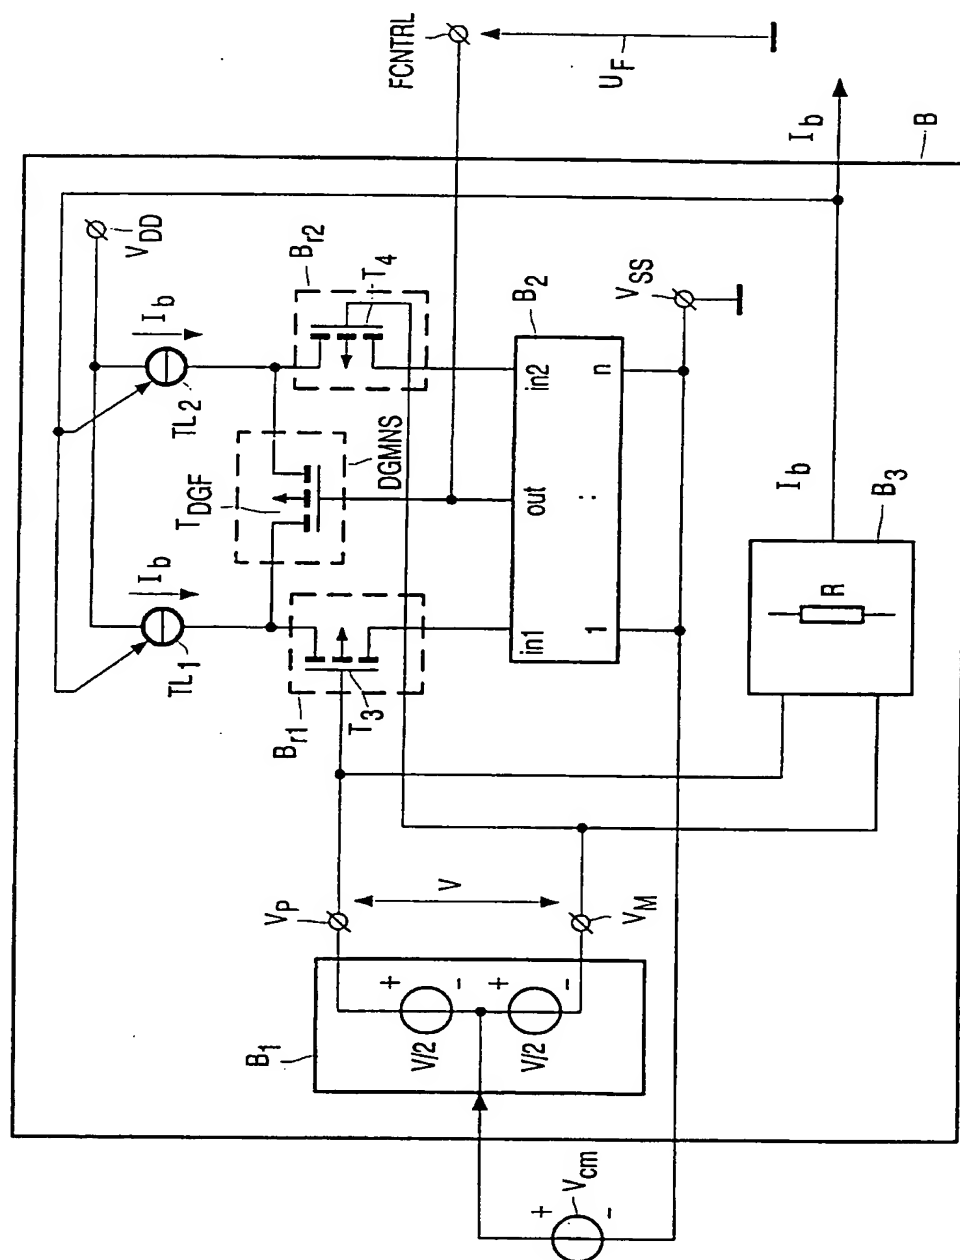 FCNTRL
U_F
I_b
B
V_DD
I_b
TL_2
B_r2
T_4
T_DGF
DGMNS
I_b
TL_1
B_r1
T_3
B_2
V_SS
in1
out
in2
1
:
n
I_b
B_3
R
V_P
V
V_M
B_1
+
-
V/2
+
-
V/2
+
V_cm
-